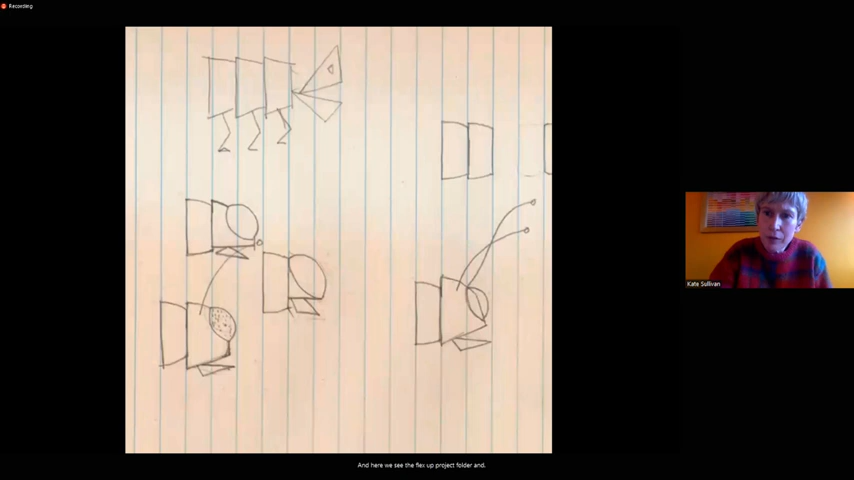 Recording
Kate Sullivan
And here we see the flex up project folder and.